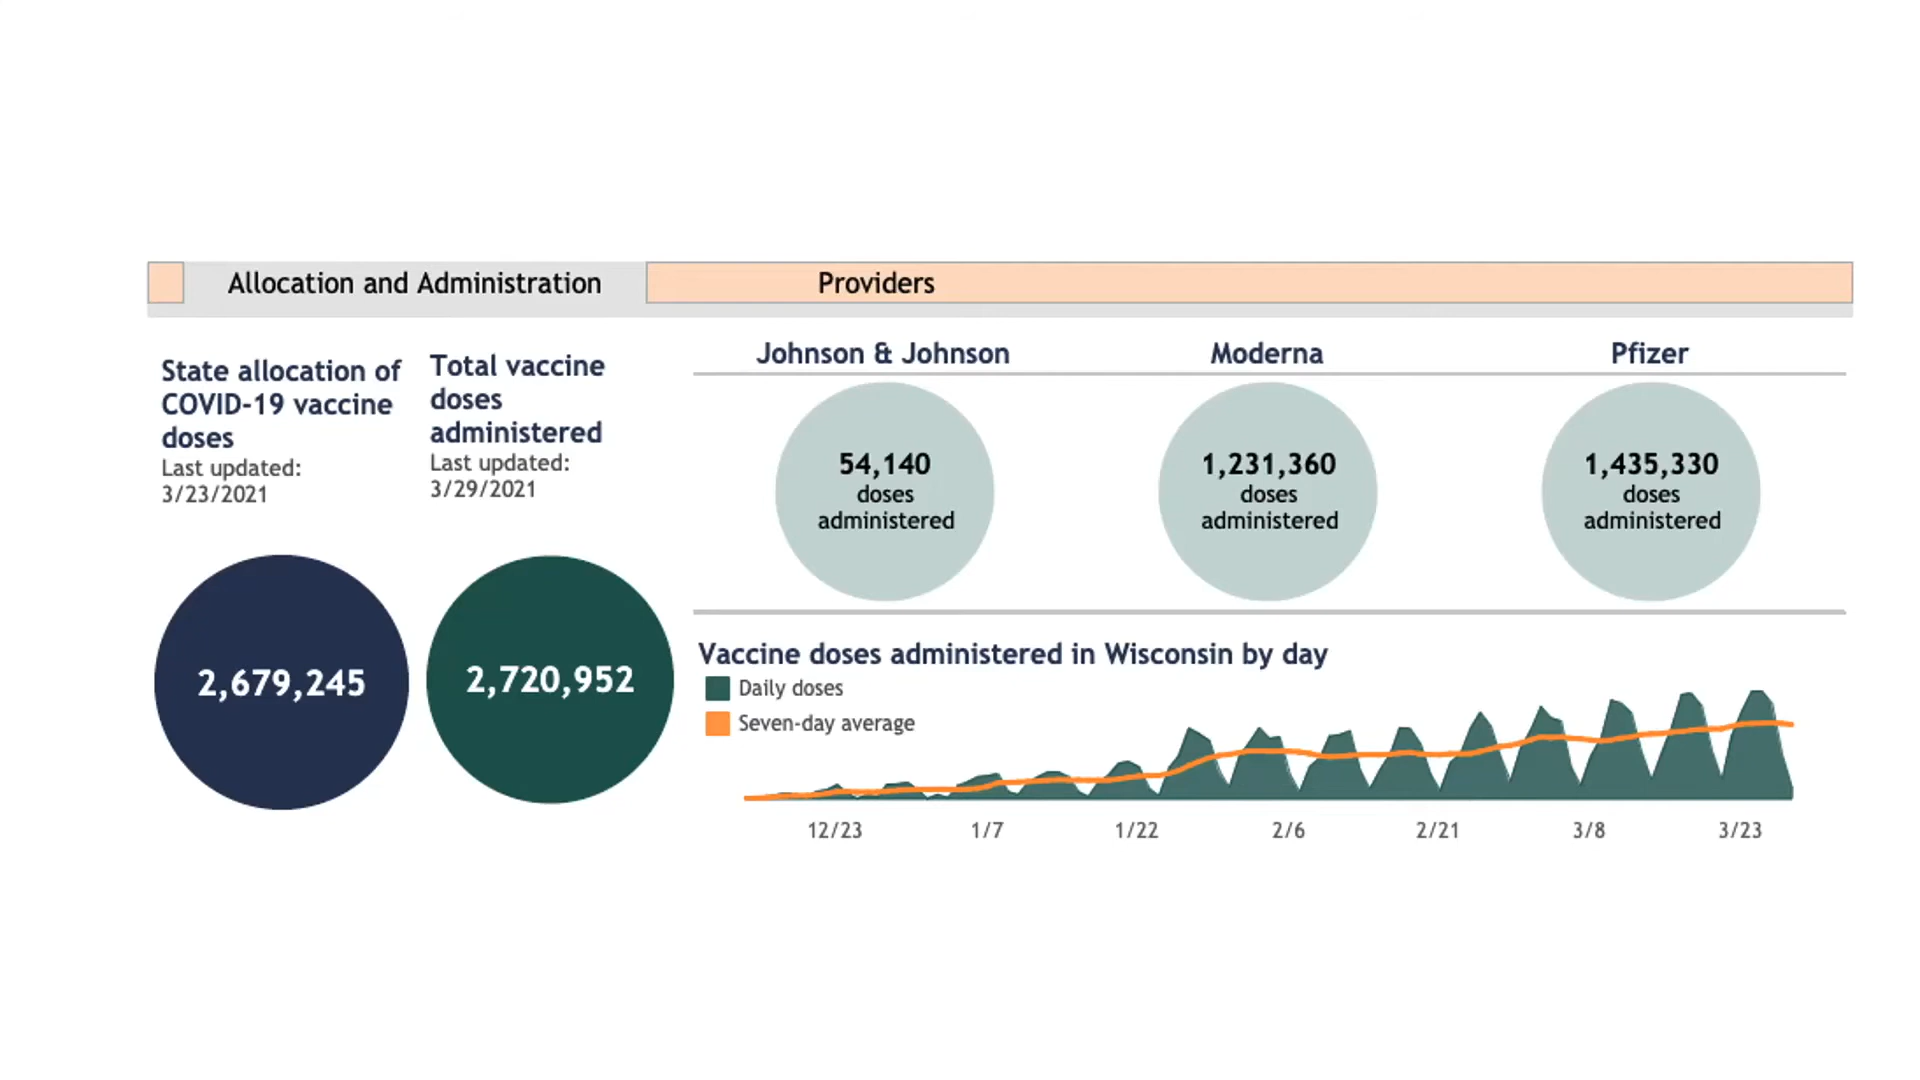 Allocation and Administration
Providers
State allocation of
COVID-19 vaccine
doses
Last updated:
3/23/2021
2,679,245
Total vaccine
doses
administered
Last updated:
3/29/2021
2,720,952
Johnson & Johnson
54,140
doses
administered
Moderna
1,231,360
doses
administered
Pfizer
1,435,330
doses
administered
Vaccine doses administered in Wisconsin by day
Daily doses
Seven-day average
12/23
1/7
1/22
2/6
2/21
3/8
3/23